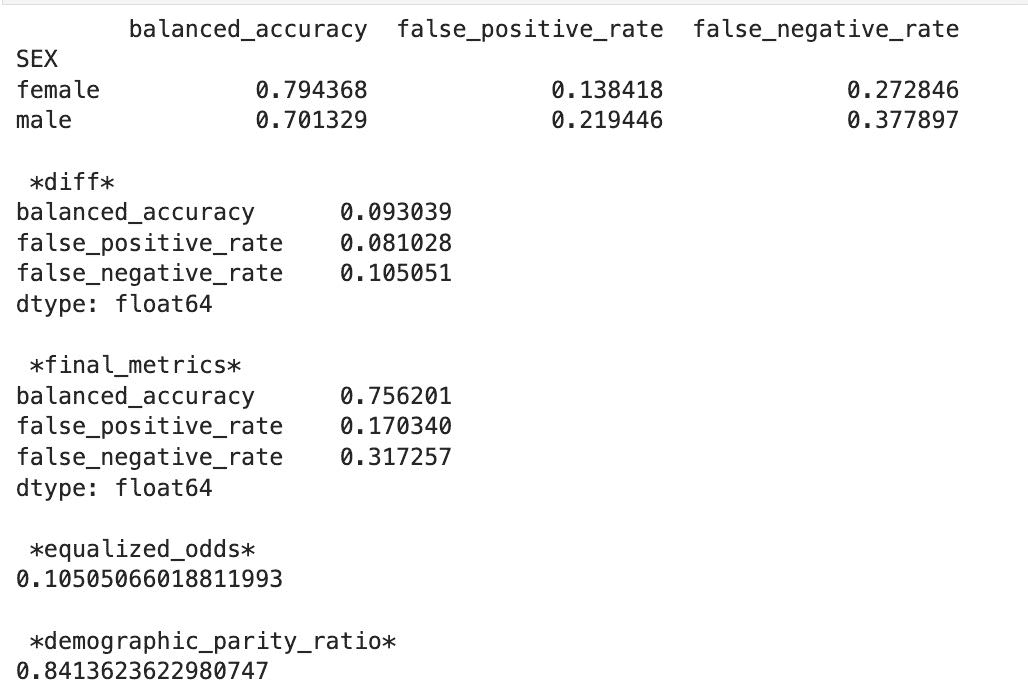 balanced_accuracy false_positive_rate false_negative_rate
SEX
female 0.794368 0.138418 0.272846
male 0.701329 0.219446 0.377897
*diff*
balanced_accuracy 0.093039
false_positive_rate 0.081028
false_negative_rate 0.105051
dtype: float64
*final_metrics*
balanced_accuracy 0.756201
false_positive_rate 0.170340
false_negative_rate 0.317257
dtype: float64
*equalized_odds*
0.10505066018811993
*demographic_parity_ratio*
0.8413623622980747